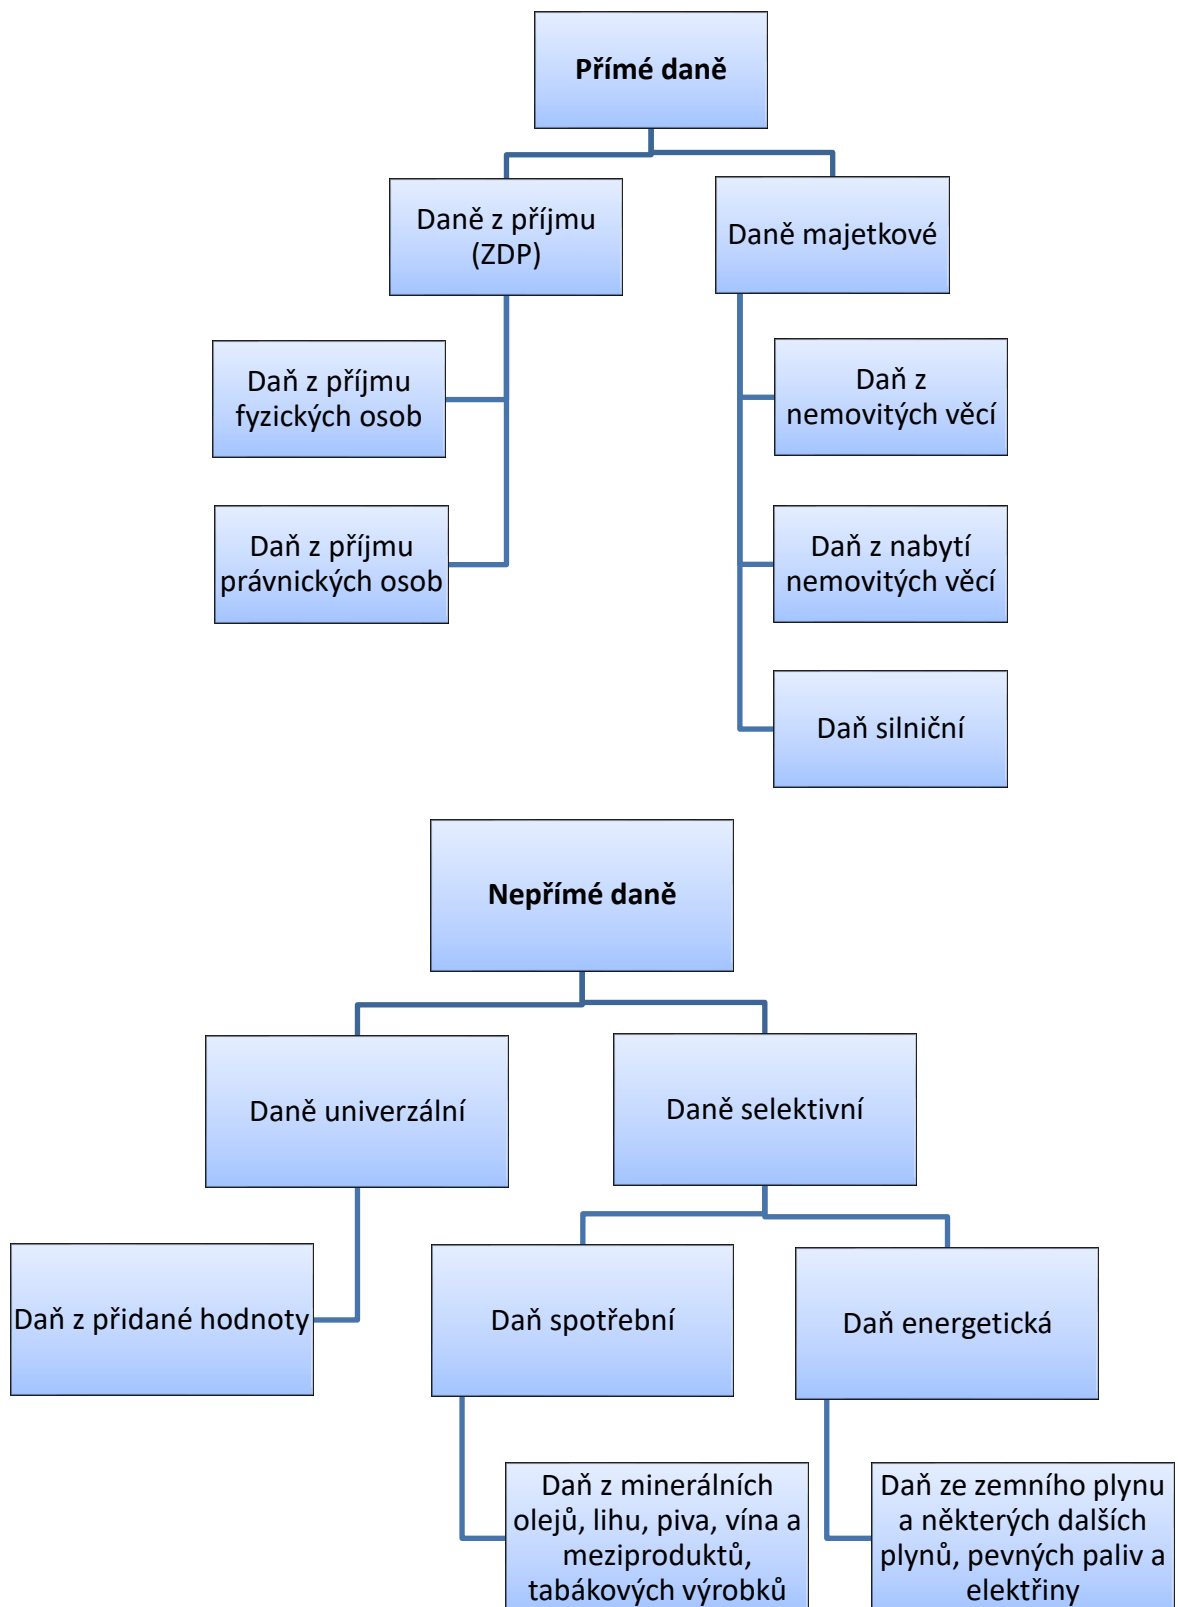 Přímé daně
Daně z příjmu
(ZDP)
Daně majetkové
Daň z příjmu
fyzických osob
Daň z
nemovitých věcí
Daň z příjmu
právnických osob
Daň z nabytí
nemovitých věcí
Daň silniční
Nepřímé daně
Daně univerzální
Daně selektivní
Daň z přidané hodnoty
Daň spotřební
Daň energetická
Daň z minerálních
olejů, lihu, piva, vína a
meziproduktů,
tabákových výrobků
Daň ze zemního plynu
a některých dalších
plynů, pevných paliv a
elektřiny